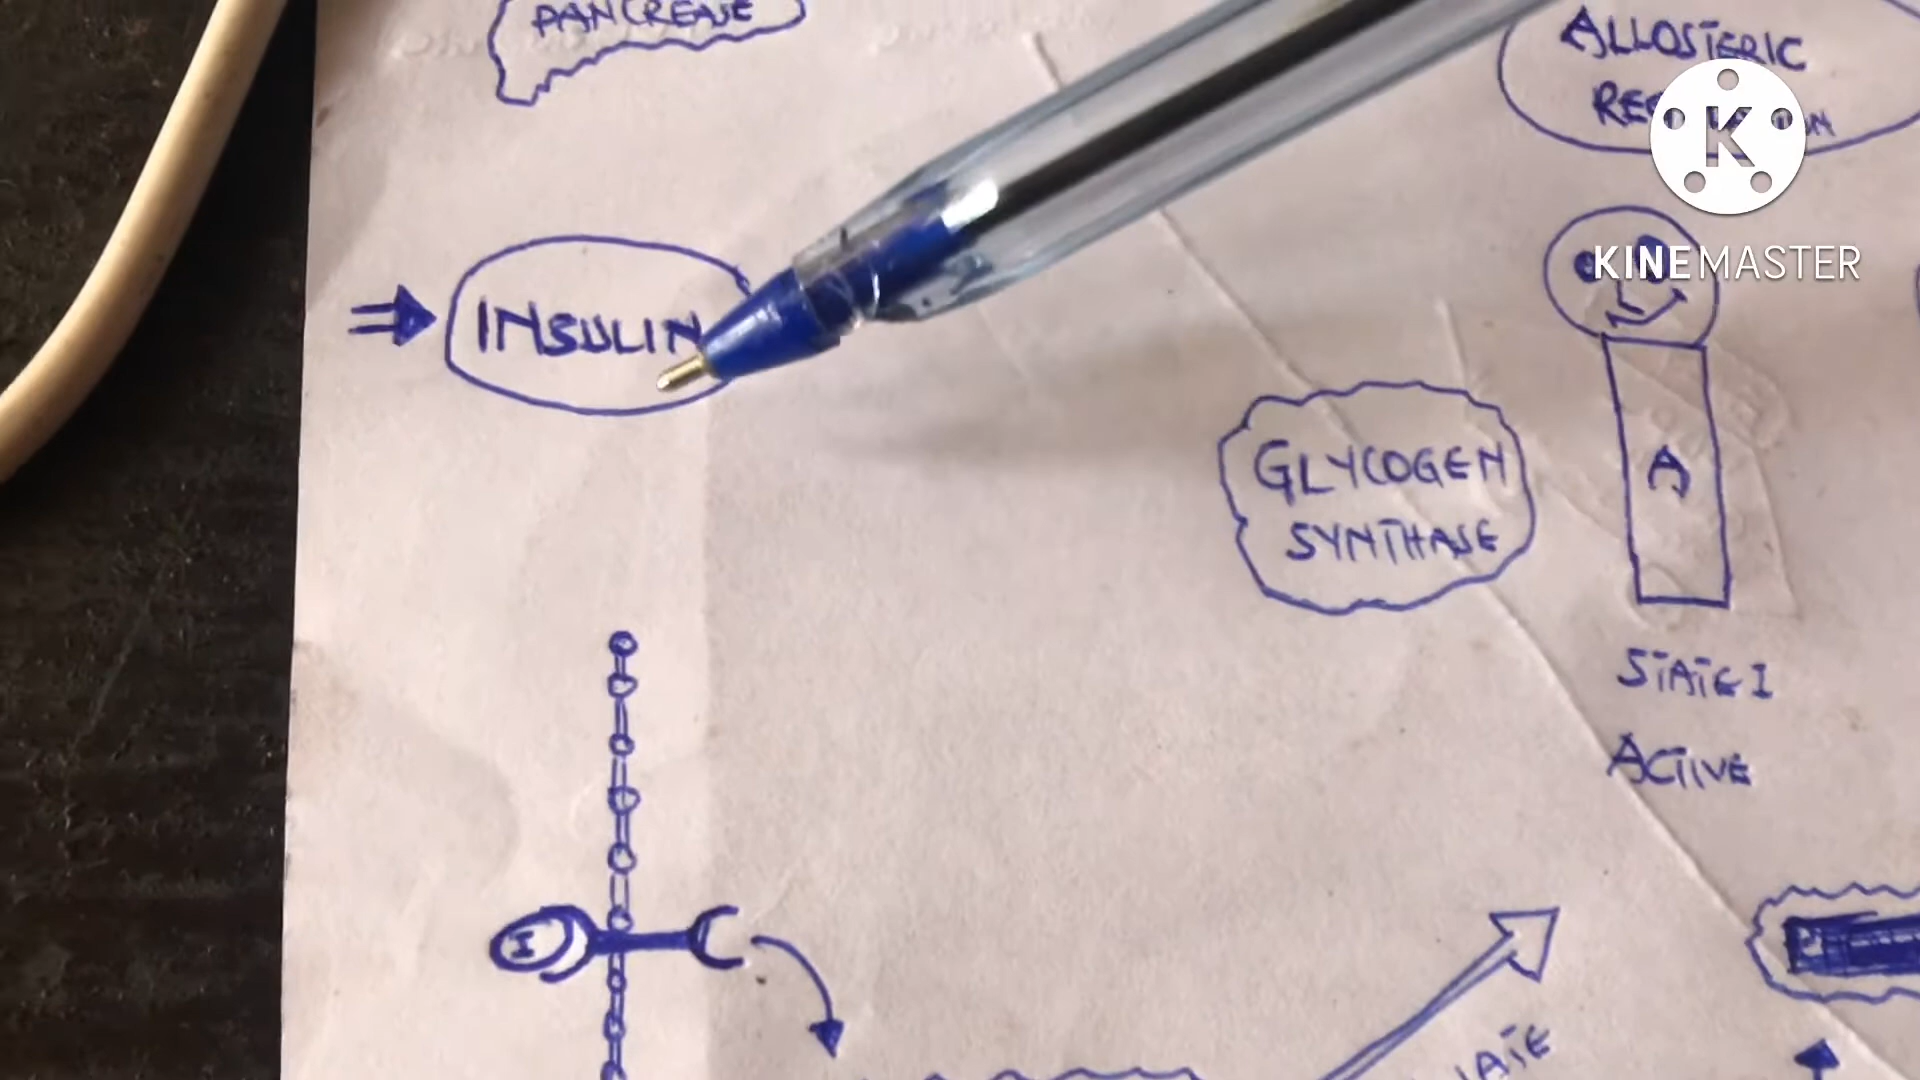 PANCREASE
ALLOSTERIC
K
KINEMASTER
INSULIN
GLYCOGEN
SYNTHASE
A
STATE I
ACTIVE
I